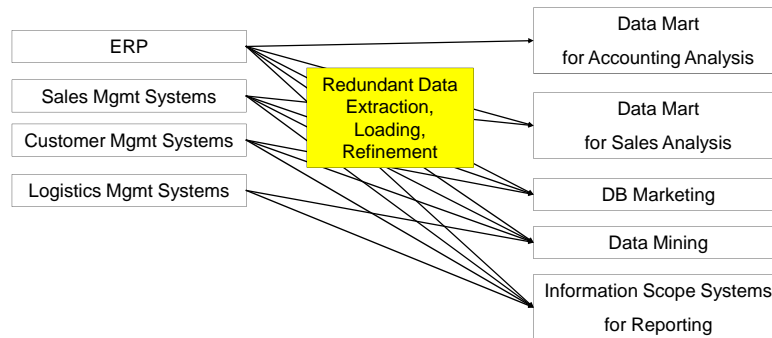 ERP
Sales Mgmt Systems
Customer Mgmt Systems
Logistics Mgmt Systems
Redundant Data
Extraction,
Loading,
Refinement
Data Mart
for Accounting Analysis
Data Mart
for Sales Analysis
DB Marketing
Data Mining
Information Scope Systems
for Reporting